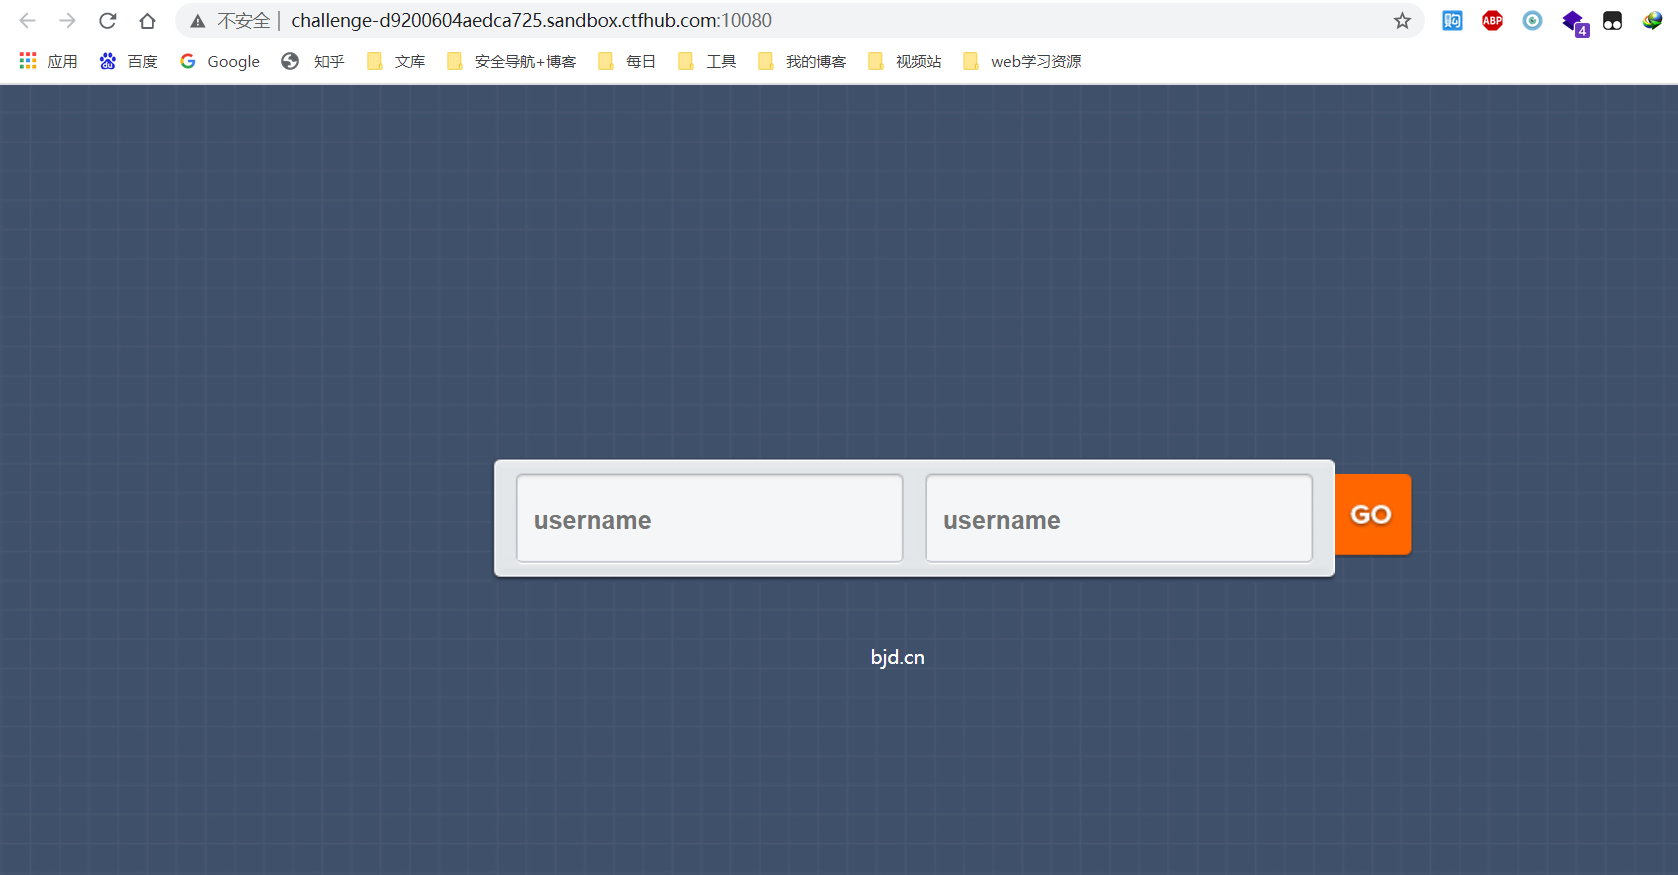 不安全 | challenge-d9200604aedca725.sandbox.ctfhub.com:10080
ABP
4
应用 百度 Google 知乎 文库 安全导航+博客 每日 工具 我的博客 视频站 web学习资源
username username GO
bjd.cn